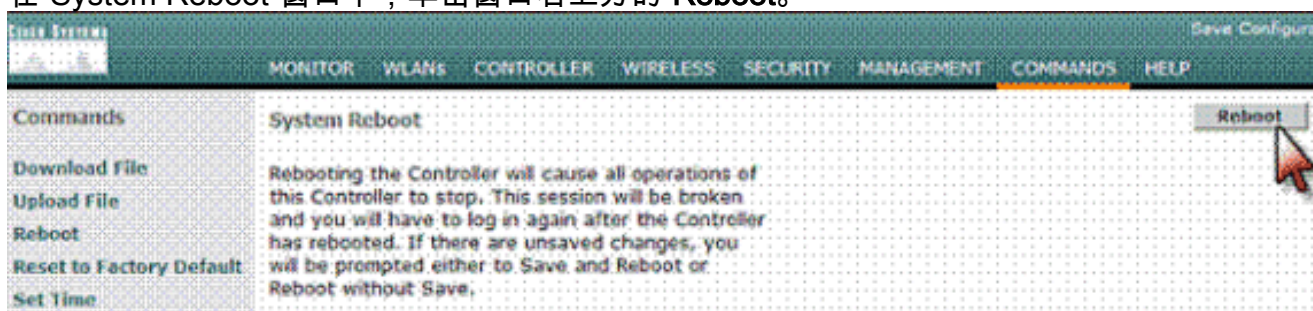 在 System Reboot 窗口中，单击窗口右上方的 Reboot。
CISCO SYSTEMS
Save Configur
MONITOR WLANs CONTROLLER WIRELESS SECURITY MANAGEMENT COMMANDS HELP
Commands
Download File
Upload File
Reboot
Reset to Factory Default
Set Time
System Reboot
Reboot
Rebooting the Controller will cause all operations of
this Controller to stop. This session will be broken
and you will have to log in again after the Controller
has rebooted. If there are unsaved changes, you
will be prompted either to Save and Reboot or
Reboot without Save.